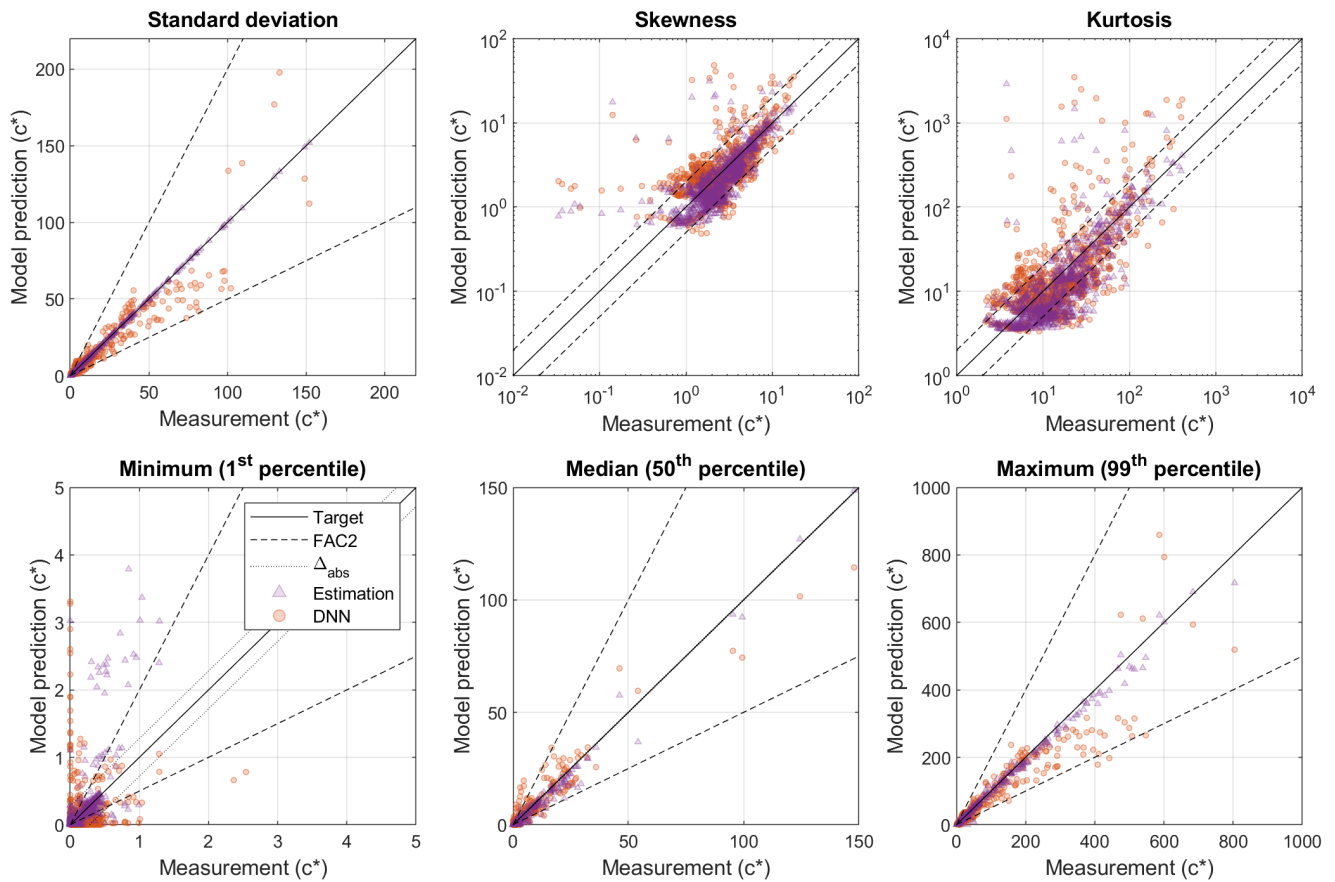 Standard deviation
Model prediction (c*)
200
150
100
50
0
0 50 100 150 200
Measurement (c*)
Skewness
Model prediction (c*)
10^2
10^1
10^0
10^-1
10^-2
10^-2 10^-1 10^0 10^1 10^2
Measurement (c*)
Kurtosis
Model prediction (c*)
10^4
10^3
10^2
10^1
10^0
10^0 10^1 10^2 10^3 10^4
Measurement (c*)
Minimum (1st percentile)
Model prediction (c*)
5
4
3
2
1
0
0 1 2 3 4 5
Measurement (c*)
Target
FAC2
Δabs
Estimation
DNN
Median (50th percentile)
Model prediction (c*)
150
100
50
0
0 50 100 150
Measurement (c*)
Maximum (99th percentile)
Model prediction (c*)
1000
800
600
400
200
0
0 200 400 600 800 1000
Measurement (c*)